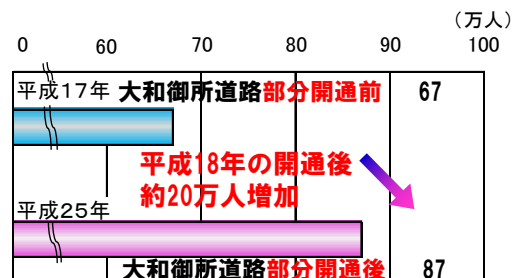 （万人）
0 60 70 80 90 100
平成17年 大和御所道路部分開通前 67
平成18年の開通後
約20万人増加
平成25年
大和御所道路部分開通後 87